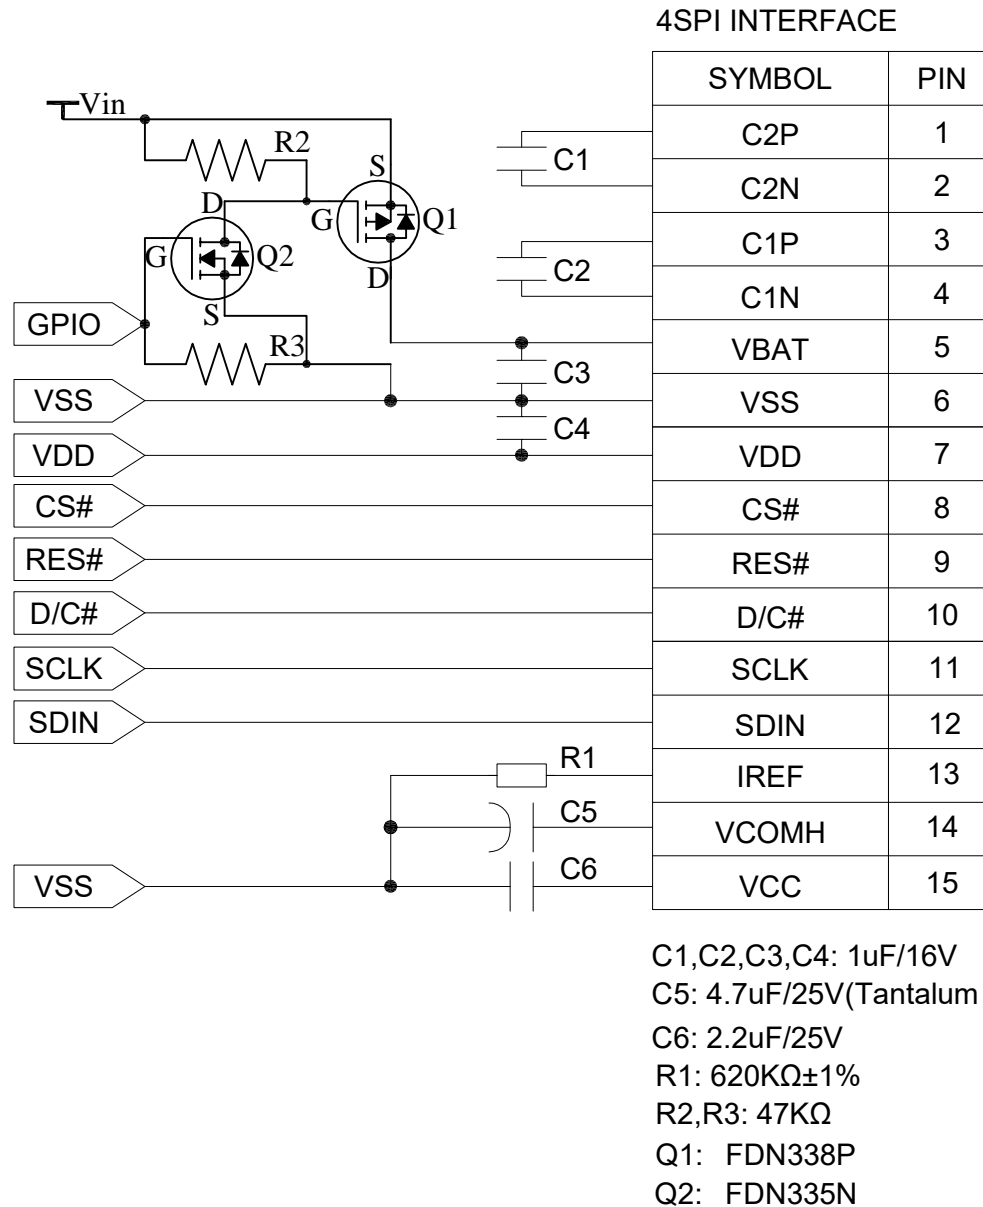 4SPI INTERFACE
SYMBOL PIN
C2P 1
C2N 2
C1P 3
C1N 4
VBAT 5
VSS 6
VDD 7
CS# 8
RES# 9
D/C# 10
SCLK 11
SDIN 12
IREF 13
VCOMH 14
VCC 15
Vin
R2
S
G
Q1
D
D
G
Q2
S
R3
C1
C2
C3
C4
GPIO
VSS
VDD
CS#
RES#
D/C#
SCLK
SDIN
R1
C5
C6
VSS
C1,C2,C3,C4: 1uF/16V
C5: 4.7uF/25V(Tantalum
C6: 2.2uF/25V
R1: 620KΩ±1%
R2,R3: 47KΩ
Q1: FDN338P
Q2: FDN335N